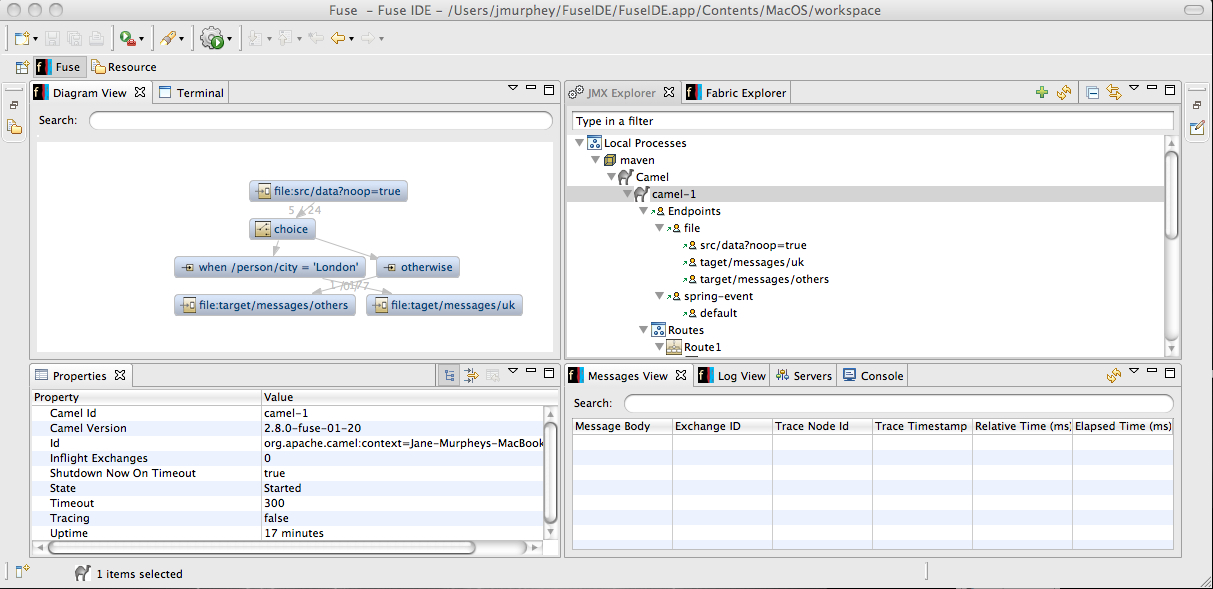 Fuse – Fuse IDE – /Users/jmurphey/FuseIDE/FuseIDE.app/Contents/MacOS/workspace
Fuse Resource
Diagram View Terminal
Search:
file:src/data?noop=true
5 / 24
choice
when /person/city = 'London' otherwise
file:target/messages/others file:taget/messages/uk
JMX Explorer Fabric Explorer
Type in a filter
Local Processes
maven
Camel
camel-1
Endpoints
file
src/data?noop=true
taget/messages/uk
target/messages/others
spring-event
default
Routes
Route1
Properties
Property Value
Camel Id camel-1
Camel Version 2.8.0-fuse-01-20
Id org.apache.camel:context=Jane-Murpheys-MacBook
Inflight Exchanges 0
Shutdown Now On Timeout true
State Started
Timeout 300
Tracing false
Uptime 17 minutes
Messages View Log View Servers Console
Search:
Message Body Exchange ID Trace Node Id Trace Timestamp Relative Time (ms) Elapsed Time (ms)
1 items selected